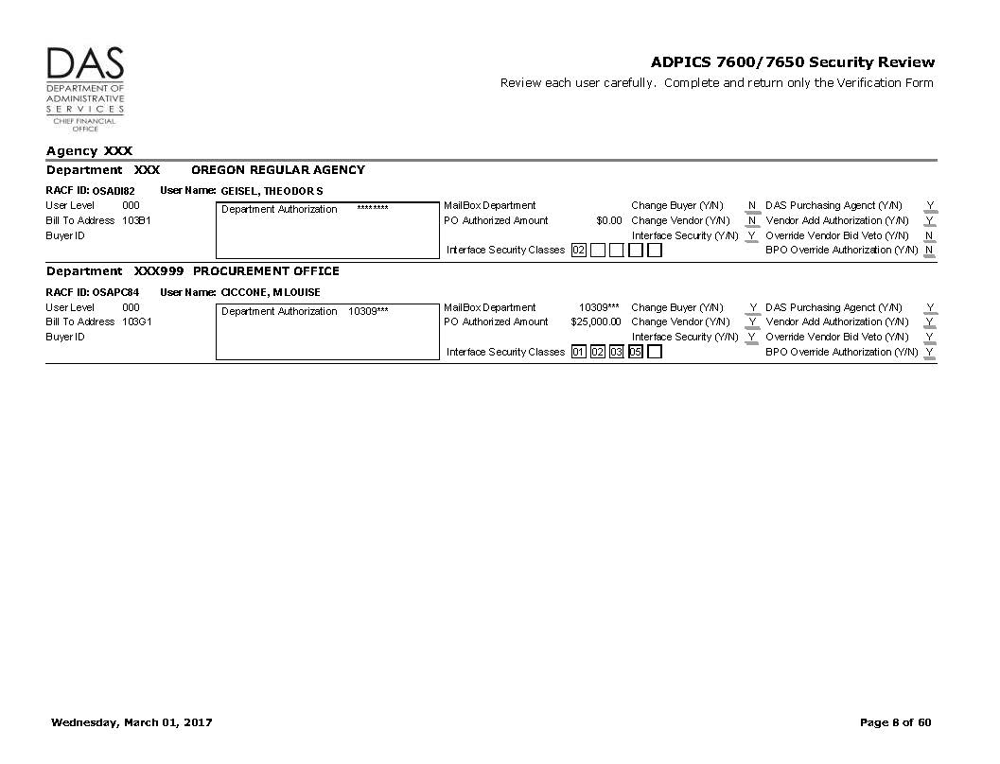 DAS
DEPARTMENT OF
ADMINISTRATIVE
SERVICES
CHIEF FINANCIAL
OFFICE
ADPICS 7600/7650 Security Review
Review each user carefully. Complete and return only the Verification Form
Agency XXX
Department XXX OREGON REGULAR AGENCY
RACF ID: OSADI82 User Name: GEISEL, THEODOR S
User Level 000 Department Authorization ******** MailBox Department Change Buyer (Y/N) N DAS Purchasing Agenct (Y/N) Y
Bill To Address 103B1 PO Authorized Amount $0.00 Change Vendor (Y/N) N Vendor Add Authorization (Y/N) Y
Buyer ID Interface Security (Y/N) Y Override Vendor Bid Veto (Y/N) N
Interface Security Classes 02 BPO Override Authorization (Y/N) N
Department XXX999 PROCUREMENT OFFICE
RACF ID: OSAPC84 User Name: CICCONE, M LOUISE
User Level 000 Department Authorization 10309*** MailBox Department 10309*** Change Buyer (Y/N) Y DAS Purchasing Agenct (Y/N) Y
Bill To Address 103G1 PO Authorized Amount $25,000.00 Change Vendor (Y/N) Y Vendor Add Authorization (Y/N) Y
Buyer ID Interface Security (Y/N) Y Override Vendor Bid Veto (Y/N) Y
Interface Security Classes 01 02 03 05 BPO Override Authorization (Y/N) Y
Wednesday, March 01, 2017 Page 8 of 60